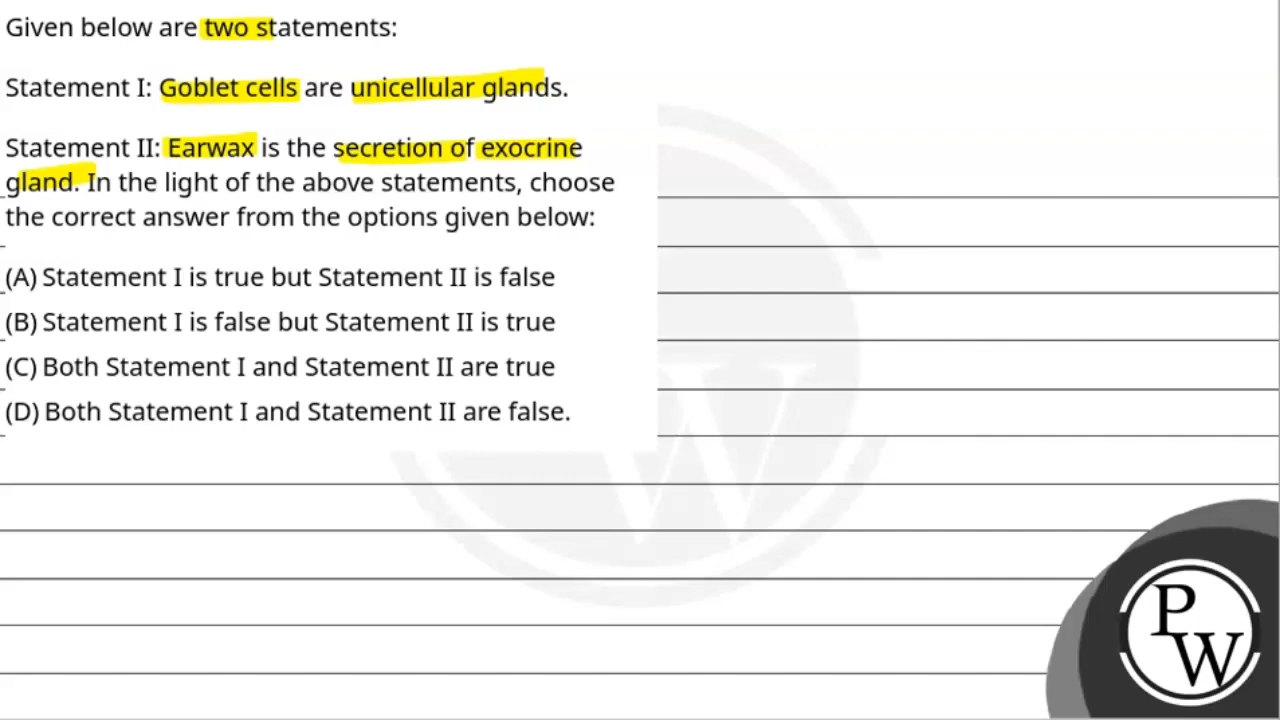 Given below are two statements:
Statement I: Goblet cells are unicellular glands.
Statement II: Earwax is the secretion of exocrine
gland. In the light of the above statements, choose
the correct answer from the options given below:
(A) Statement I is true but Statement II is false
(B) Statement I is false but Statement II is true
(C) Both Statement I and Statement II are true
(D) Both Statement I and Statement II are false.
W
P
W